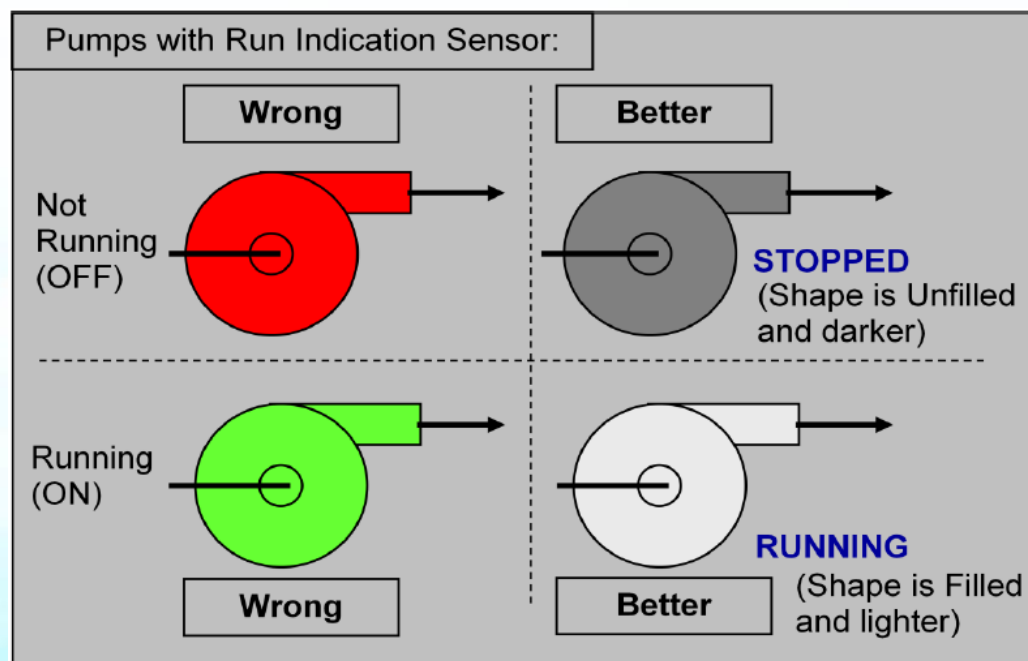 Pumps with Run Indication Sensor:
Wrong
Better
Not
Running
(OFF)
STOPPED
(Shape is Unfilled
and darker)
Running
(ON)
RUNNING
(Shape is Filled
and lighter)
Wrong
Better